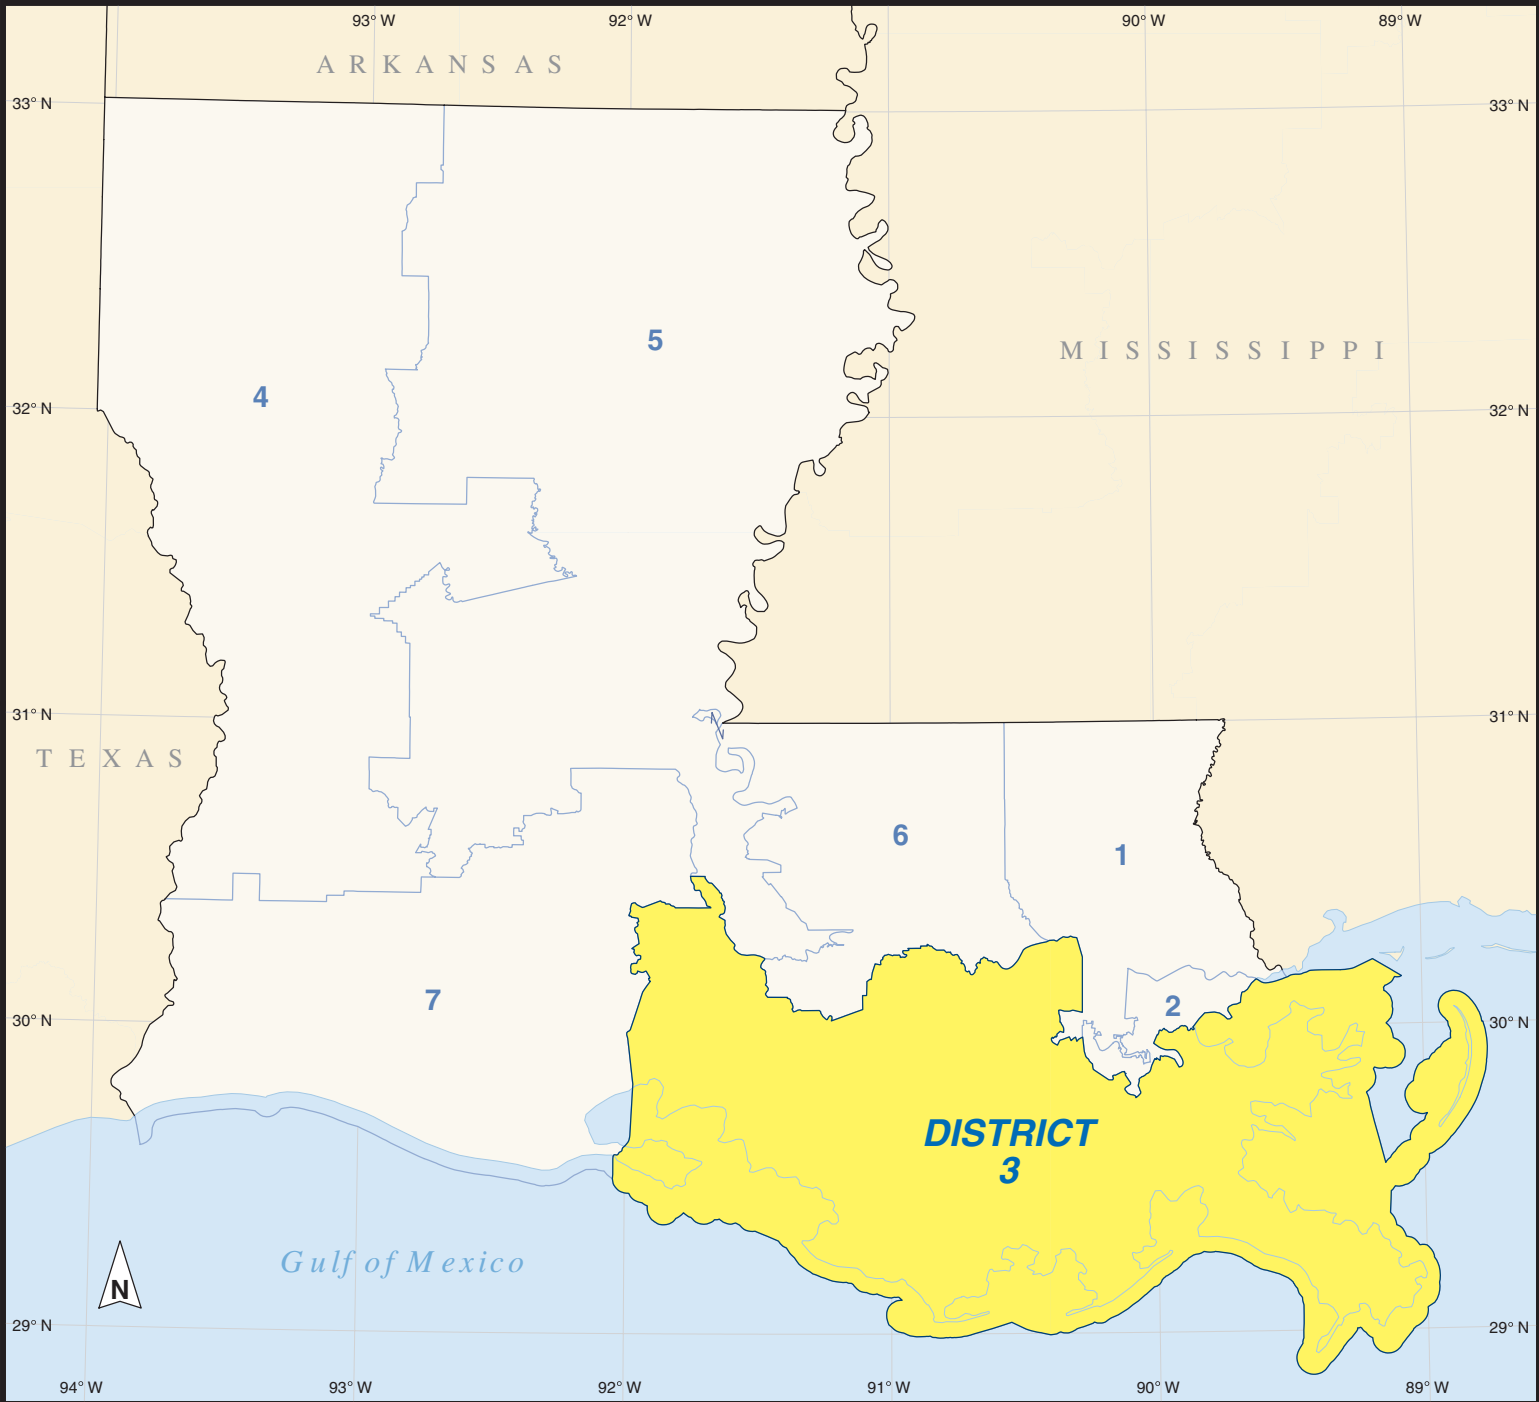 93° W
92° W
90° W
89° W
ARKANSAS
33° N
33° N
5
MISSISSIPPI
4
32° N
32° N
31° N
31° N
TEXAS
6
1
7
2
30° N
30° N
DISTRICT
3
Gulf of Mexico
N
29° N
29° N
94° W
93° W
92° W
91° W
90° W
89° W